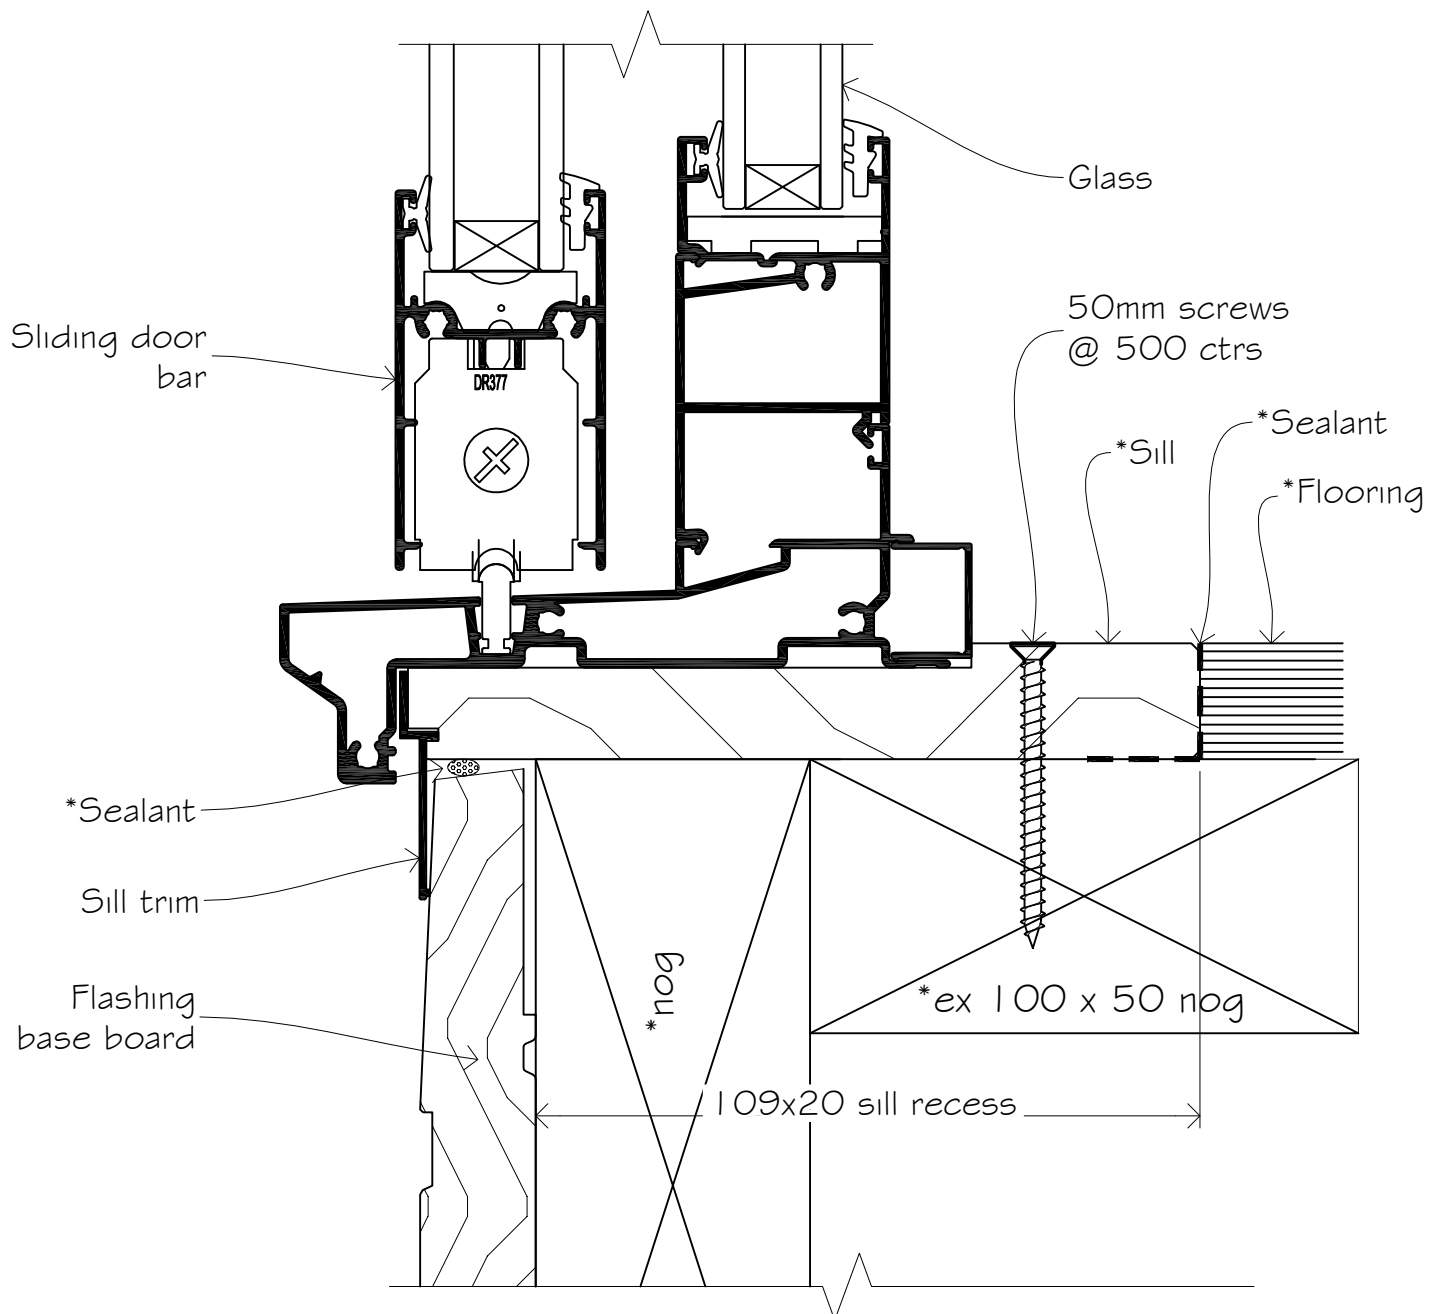 Glass
50mm screws
@ 500 ctrs
Sliding door
bar
DR377
*Sealant
*Sill
*Flooring
*Sealant
Sill trim
*nog
Flashing
base board
*ex 100 x 50 nog
109x20 sill recess